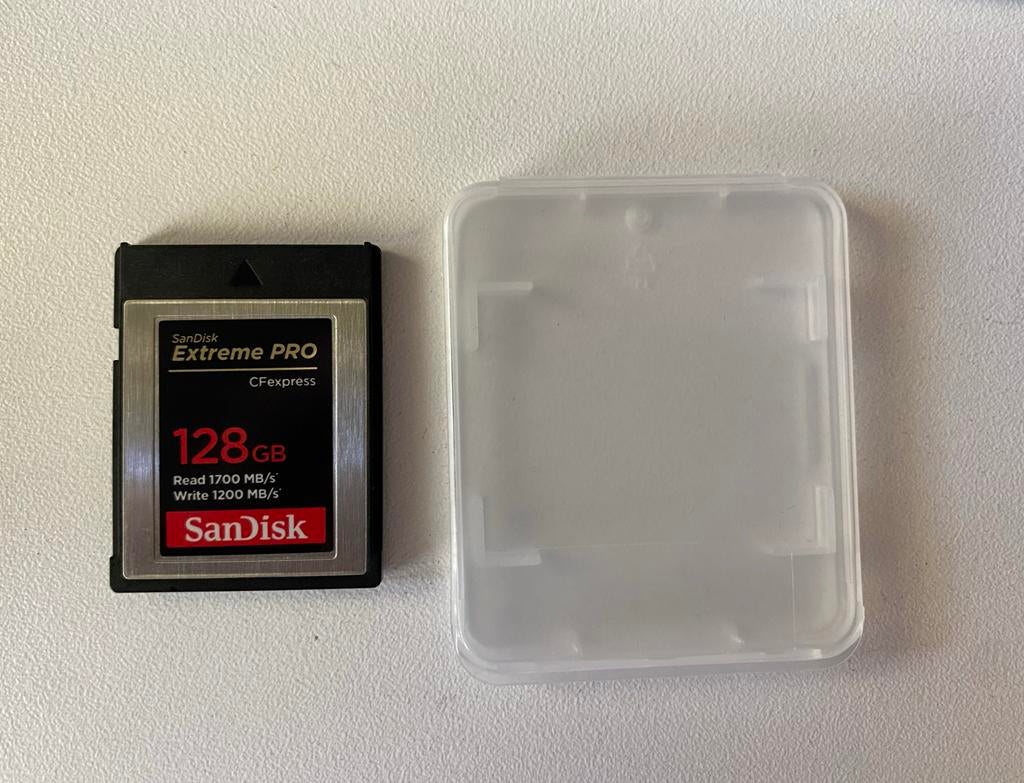 SanDisk
Extreme PRO
CFexpress
128GB
Read 1700 MB/s*
Write 1200 MB/s*
SanDisk